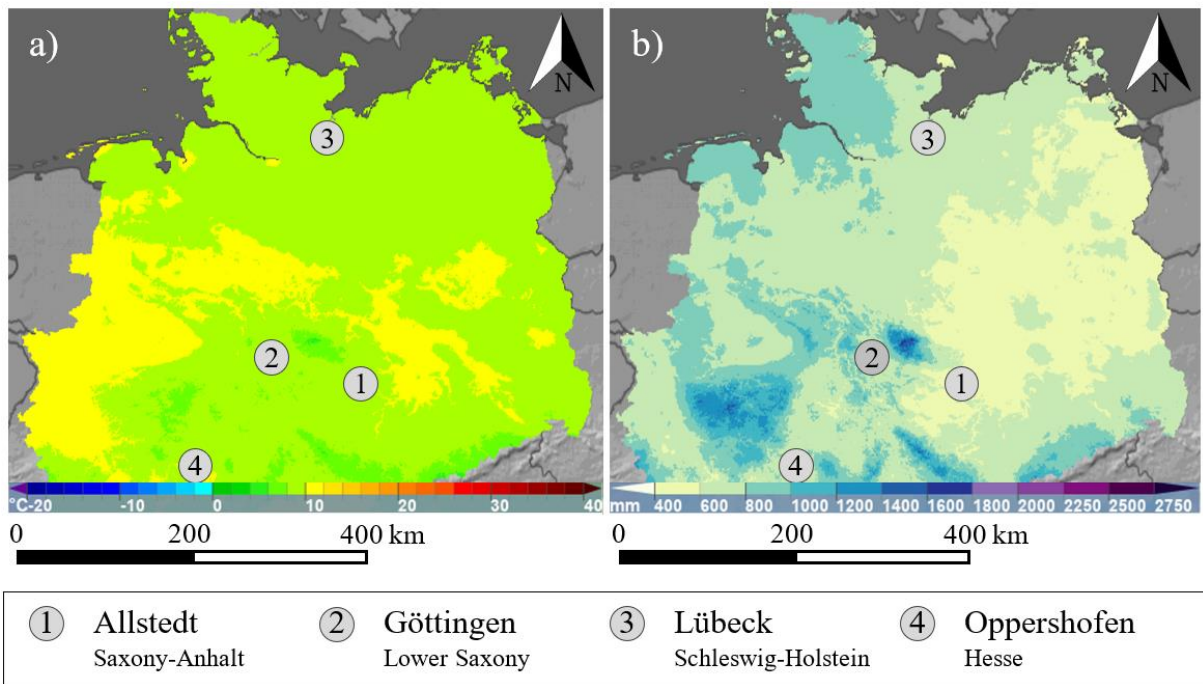 a)
N
3
2
1
4
°C-20 -10 0 10 20 30 40
0 200 400 km
b)
N
3
2
1
4
mm 400 600 800 1000 1200 1400 1600 1800 2000 2250 2500 2750
0 200 400 km
1 Allstedt
Saxony-Anhalt
2 Göttingen
Lower Saxony
3 Lübeck
Schleswig-Holstein
4 Oppershofen
Hesse